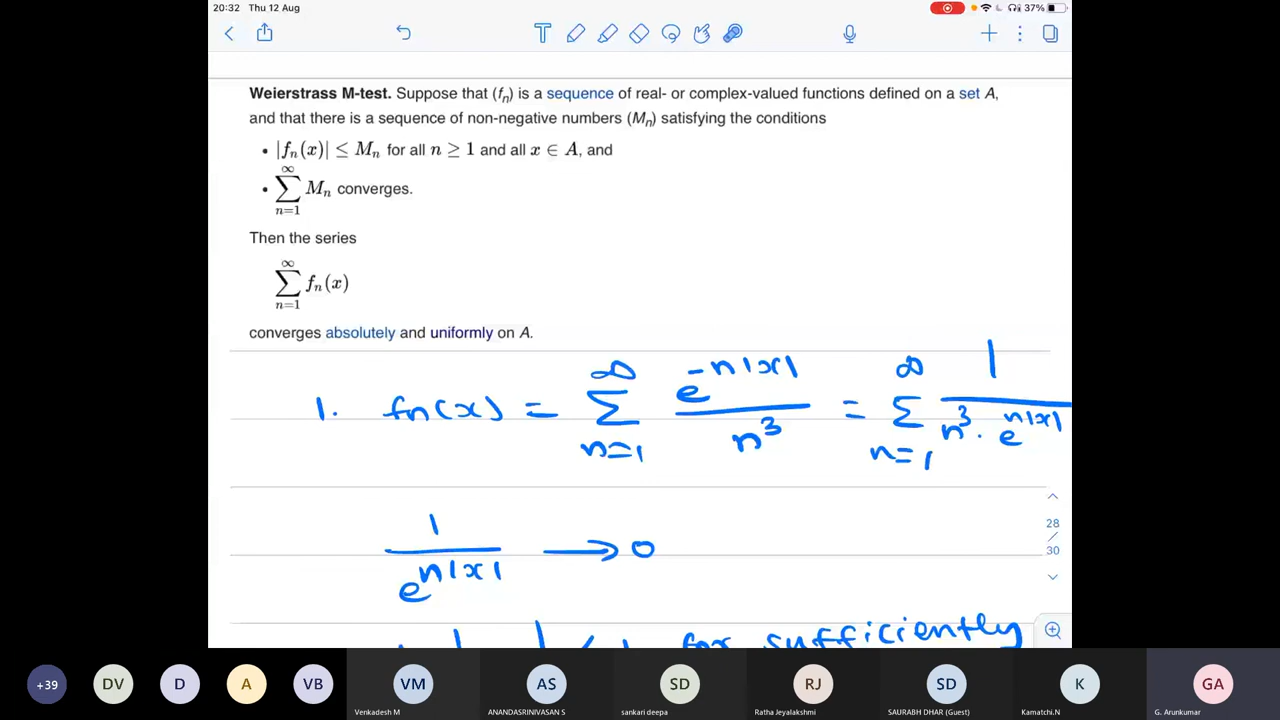 20:32 Thu 12 Aug
37%
Weierstrass M-test. Suppose that (fₙ) is a sequence of real- or complex-valued functions defined on a set A,
and that there is a sequence of non-negative numbers (Mₙ) satisfying the conditions
• |fₙ(x)| ≤ Mₙ for all n ≥ 1 and all x ∈ A, and
• ∑_{n=1}^{∞} Mₙ converges.
Then the series
∑_{n=1}^{∞} fₙ(x)
converges absolutely and uniformly on A.
1. fn(x) = ∑_{n=1}^{∞} e^{-n|x|} / n³ = ∑_{n=1}^{∞} 1 / (n³ · e^{n|x|})
1 / e^{n|x|} → 0
for sufficiently
28
/
30
+39 DV D A VB VM AS SD RJ SD K GA
Venkadesh M ANANDASRINIVASAN S sankari deepa Ratha Jeyalakshmi SAURABH DHAR (Guest) Kamatchi.N G. Arunkumar